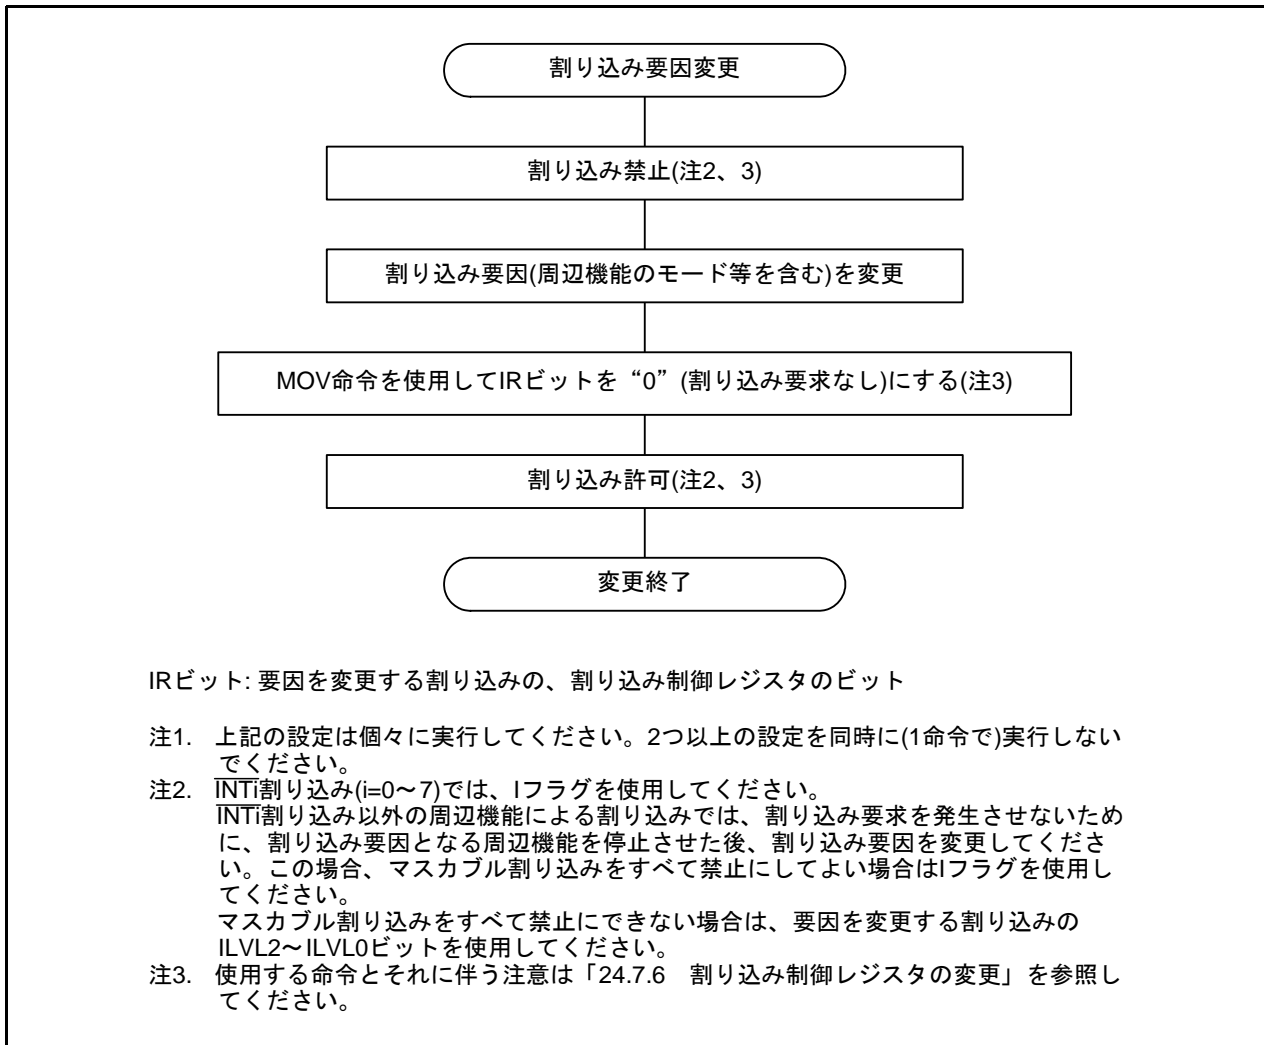 割り込み要因変更
割り込み禁止(注2、3)
割り込み要因(周辺機能のモード等を含む)を変更
MOV命令を使用してIRビットを“0”(割り込み要求なし)にする(注3)
割り込み許可(注2、3)
変更終了
IRビット: 要因を変更する割り込みの、割り込み制御レジスタのビット
注1. 上記の設定は個々に実行してください。2つ以上の設定を同時に(1命令で)実行しない
でください。
注2. INTi割り込み(i=0～7)では、Iフラグを使用してください。
INTi割り込み以外の周辺機能による割り込みでは、割り込み要求を発生させないため
に、割り込み要因となる周辺機能を停止させた後、割り込み要因を変更してくださ
い。この場合、マスカブル割り込みをすべて禁止にしてよい場合はIフラグを使用し
てください。
マスカブル割り込みをすべて禁止にできない場合は、要因を変更する割り込みの
ILVL2～ILVL0ビットを使用してください。
注3. 使用する命令とそれに伴う注意は「24.7.6 割り込み制御レジスタの変更」を参照し
てください。